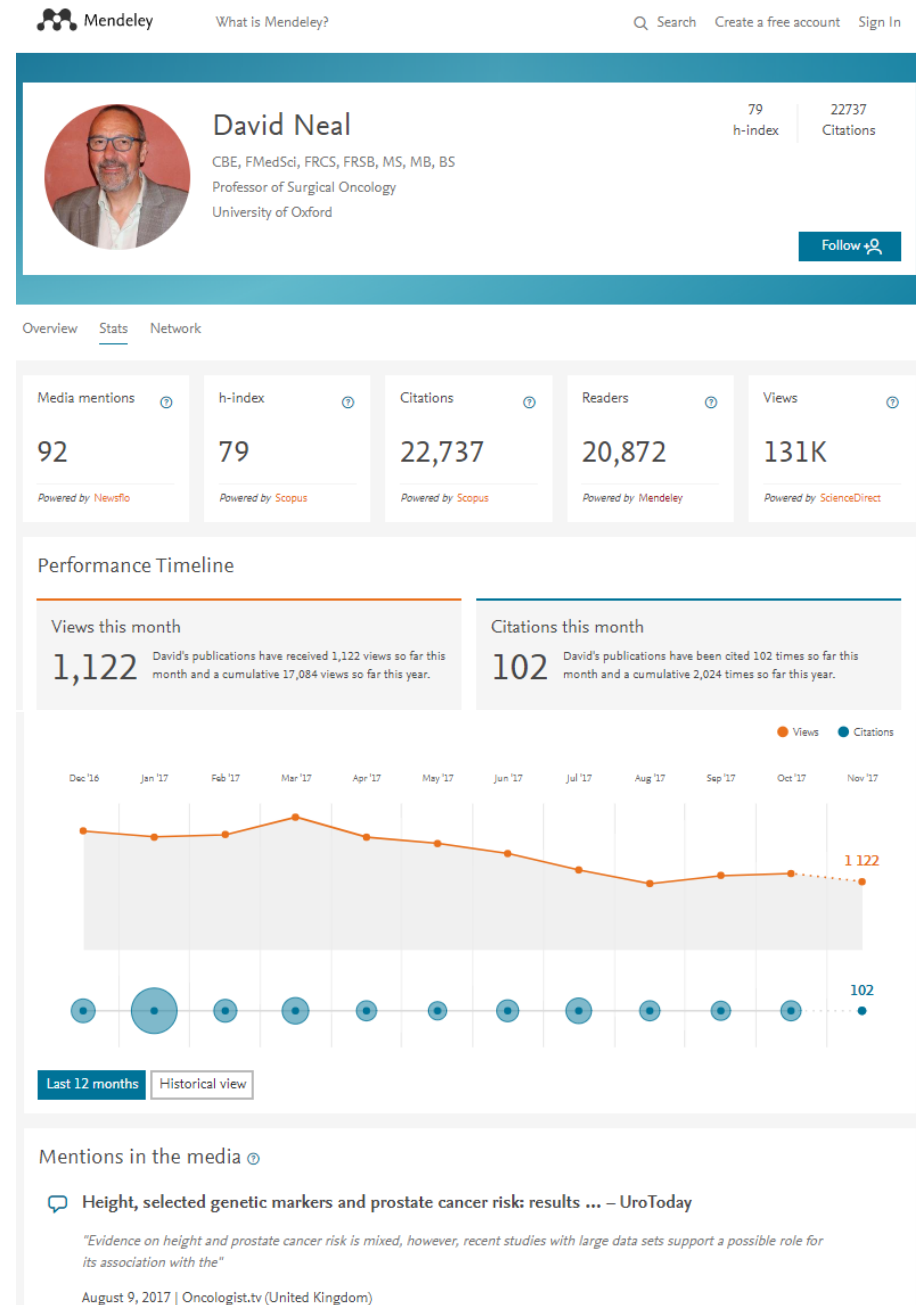 Mendeley What is Mendeley? Search Create a free account Sign In
David Neal
CBE, FMedSci, FRCS, FRSB, MS, MB, BS
Professor of Surgical Oncology
University of Oxford
79 22737
h-index Citations
Follow
Overview Stats Network
Media mentions h-index Citations Readers Views
92 79 22,737 20,872 131K
Powered by Newsflo Powered by Scopus Powered by Scopus Powered by Mendeley Powered by ScienceDirect
Performance Timeline
Views this month
1,122
David's publications have received 1,122 views so far this
month and a cumulative 17,084 views so far this year.
Citations this month
102
David's publications have been cited 102 times so far this
month and a cumulative 2,024 times so far this year.
Views Citations
Dec '16 Jan '17 Feb '17 Mar '17 Apr '17 May '17 Jun '17 Jul '17 Aug '17 Sep '17 Oct '17 Nov '17
1 122
102
Last 12 months Historical view
Mentions in the media
Height, selected genetic markers and prostate cancer risk: results ... – UroToday
"Evidence on height and prostate cancer risk is mixed, however, recent studies with large data sets support a possible role for
its association with the"
August 9, 2017 | Oncologist.tv (United Kingdom)